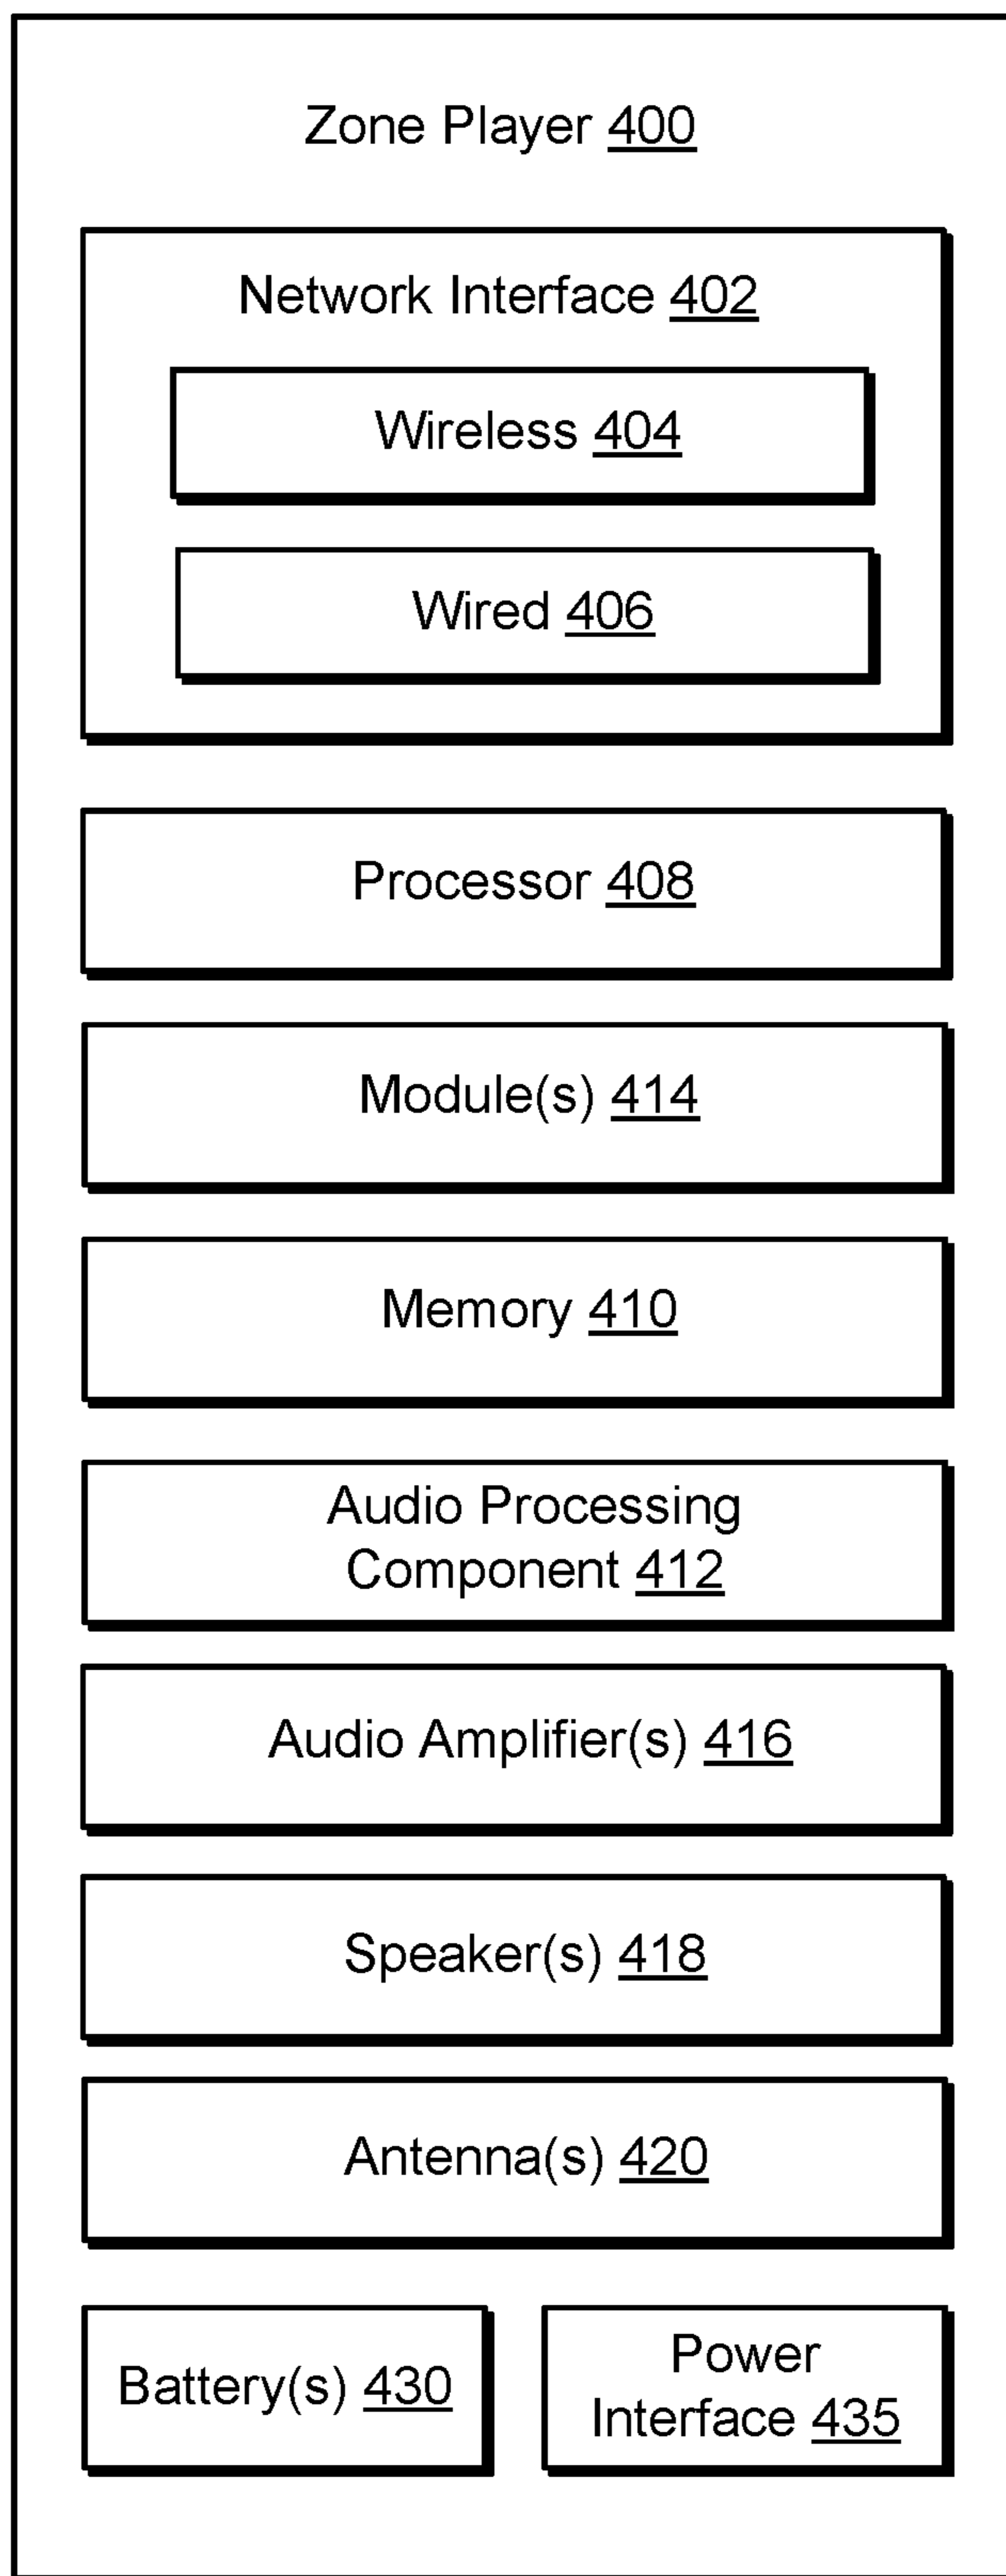 Zone Player 400
Network Interface 402
Wireless 404
Wired 406
Processor 408
Module(s) 414
Memory 410
Audio Processing
Component 412
Audio Amplifier(s) 416
Speaker(s) 418
Antenna(s) 420
Battery(s) 430
Power
Interface 435